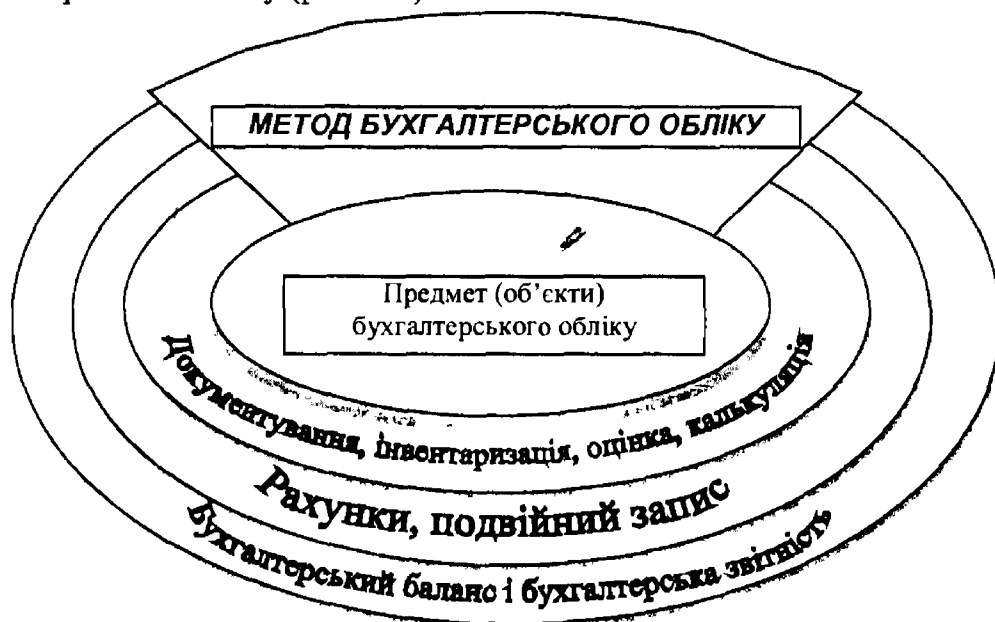 МЕТОД БУХГАЛТЕРСЬКОГО ОБЛІКУ
Предмет (об’єкти)
бухгалтерського обліку
Документування, інвентаризація, оцінка, калькуляція
Рахунки, подвійний запис
Бухгалтерський баланс і бухгалтерська звітність